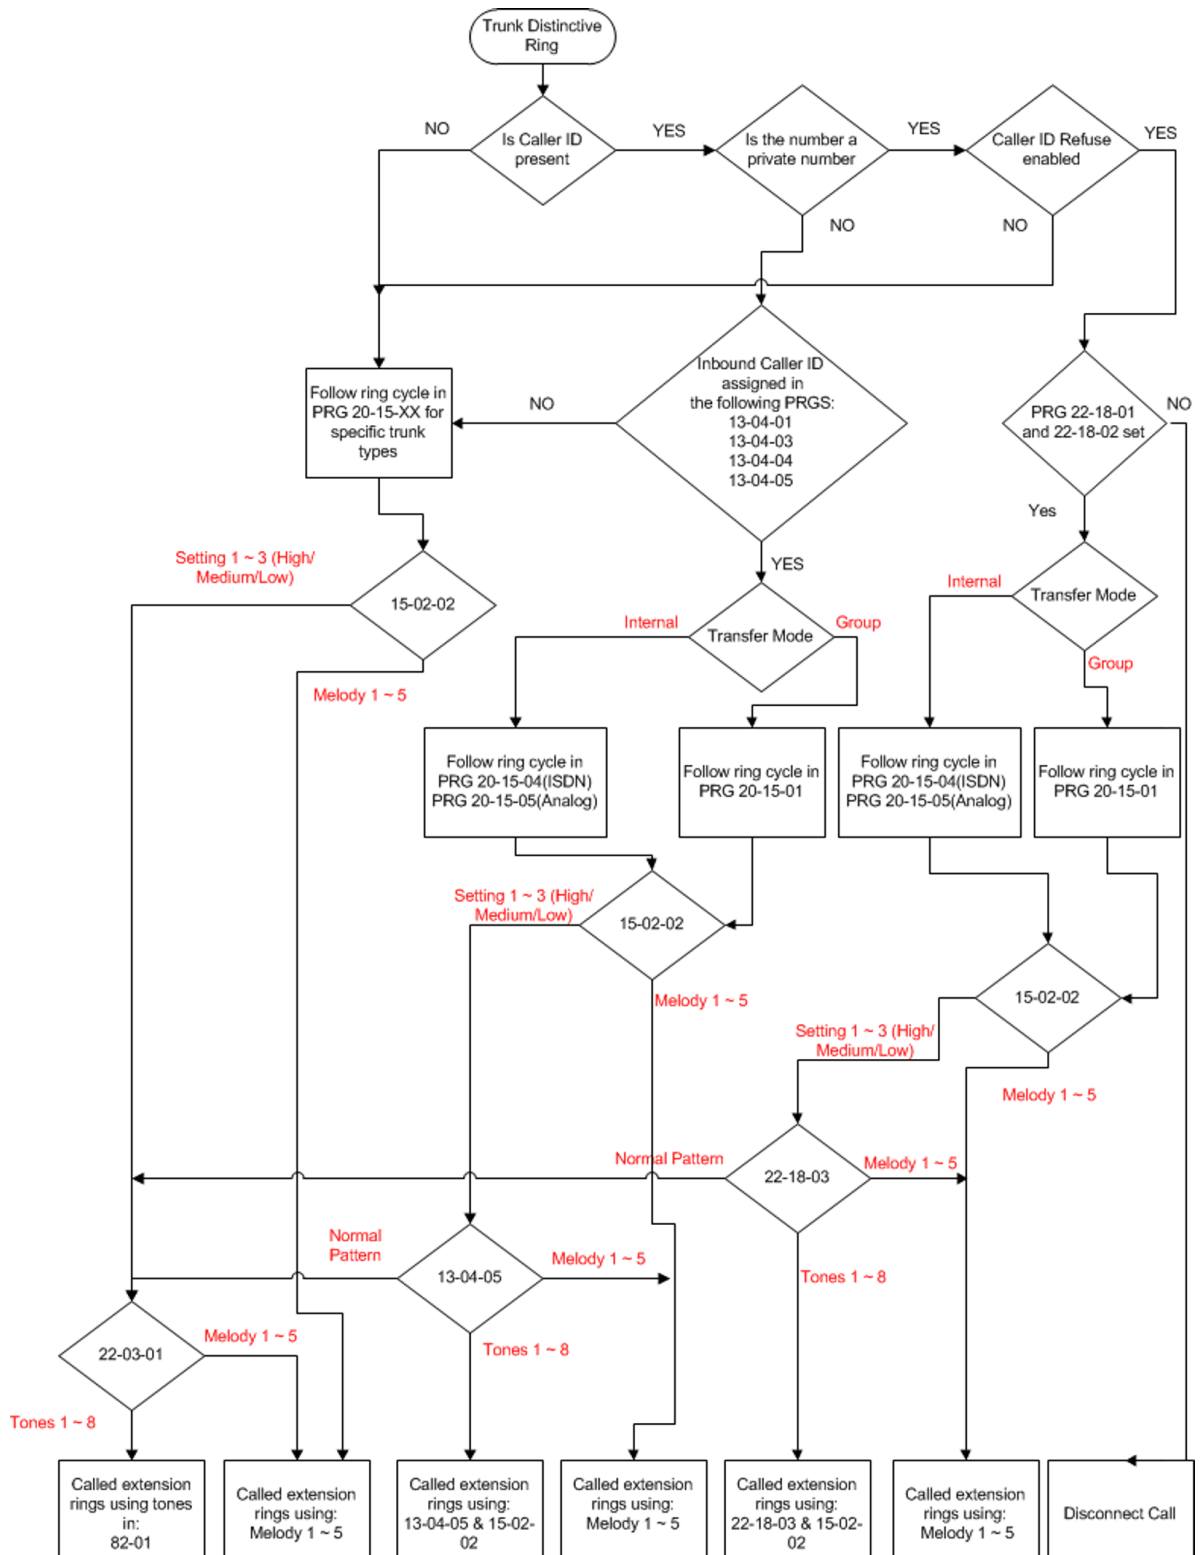 Trunk Distinctive
Ring
NO
Is Caller ID
present
YES
Is the number a
private number
YES
Caller ID Refuse
enabled
YES
NO
NO
Inbound Caller ID
assigned in
the following PRGS:
13-04-01
13-04-03
13-04-04
13-04-05
Follow ring cycle in
PRG 20-15-XX for
specific trunk
types
NO
PRG 22-18-01
and 22-18-02 set
NO
Yes
Setting 1 ~ 3 (High/
Medium/Low)
15-02-02
YES
Internal
Transfer Mode
Group
Internal
Transfer Mode
Group
Melody 1 ~ 5
Follow ring cycle in
PRG 20-15-04(ISDN)
PRG 20-15-05(Analog)
Follow ring cycle in
PRG 20-15-01
Follow ring cycle in
PRG 20-15-04(ISDN)
PRG 20-15-05(Analog)
Follow ring cycle in
PRG 20-15-01
Setting 1 ~ 3 (High/
Medium/Low)
15-02-02
Melody 1 ~ 5
15-02-02
Setting 1 ~ 3 (High/
Medium/Low)
Melody 1 ~ 5
Normal Pattern
22-18-03
Melody 1 ~ 5
Normal
Pattern
13-04-05
Melody 1 ~ 5
Tones 1 ~ 8
Melody 1 ~ 5
22-03-01
Tones 1 ~ 8
Tones 1 ~ 8
Called extension
rings using tones
in:
82-01
Called extension
rings using:
Melody 1 ~ 5
Called extension
rings using:
13-04-05 & 15-02-
02
Called extension
rings using:
Melody 1 ~ 5
Called extension
rings using:
22-18-03 & 15-02-
02
Called extension
rings using:
Melody 1 ~ 5
Disconnect Call